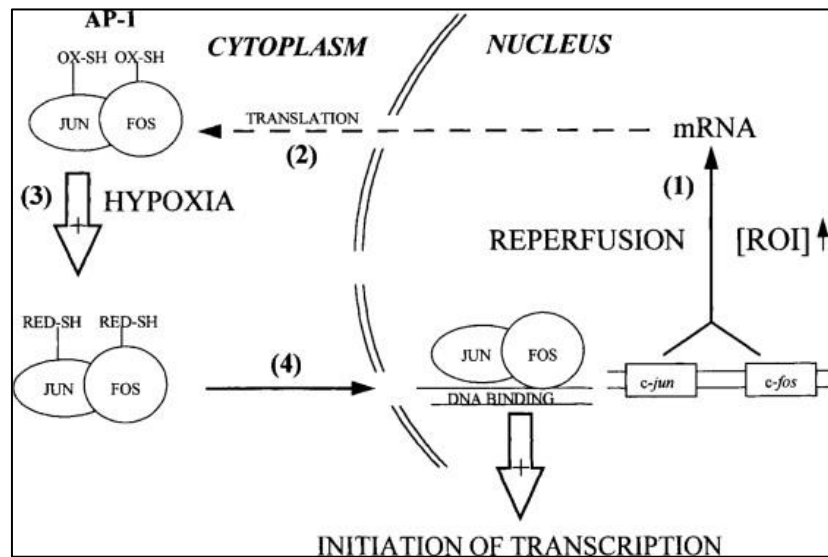 AP-1
CYTOPLASM
NUCLEUS
OX-SH OX-SH
JUN FOS
TRANSLATION
(2)
mRNA
(1)
(3)
HYPOXIA
+
REPERFUSION [ROI]
RED-SH RED-SH
JUN FOS
(4)
JUN FOS
DNA BINDING
c-jun c-fos
+
INITIATION OF TRANSCRIPTION